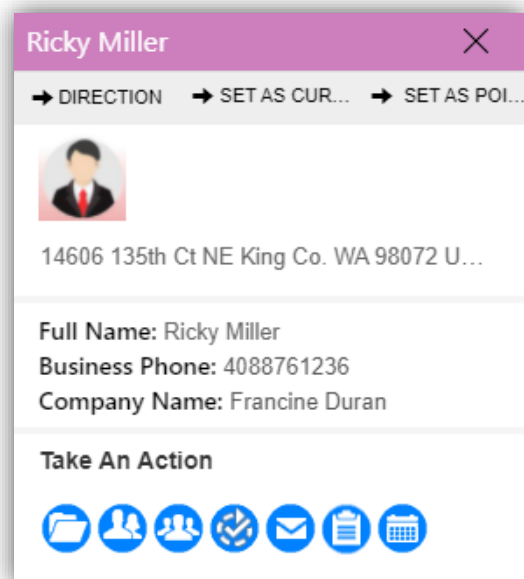 Ricky Miller
DIRECTION SET AS CUR... SET AS POI...
14606 135th Ct NE King Co. WA 98072 U...
Full Name: Ricky Miller
Business Phone: 4088761236
Company Name: Francine Duran
Take An Action